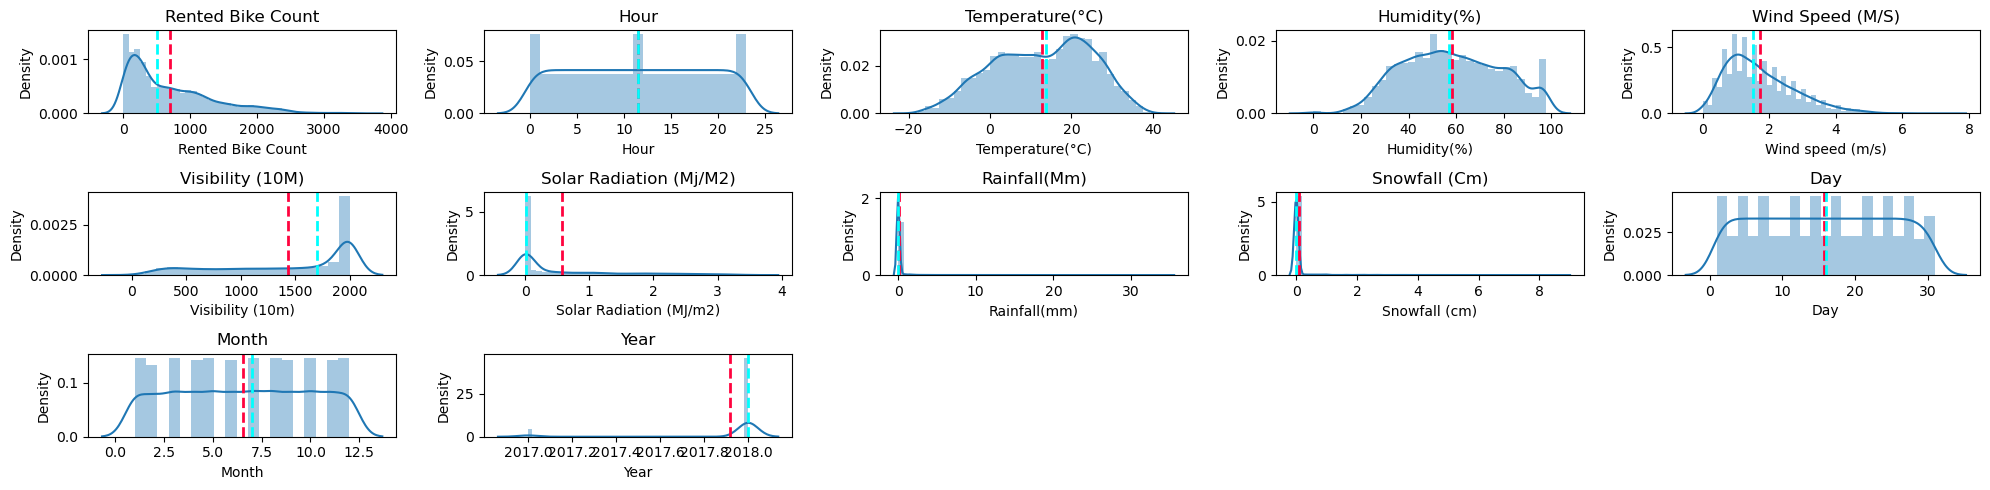 Rented Bike Count
Density
0.001
0.000
0 1000 2000 3000 4000
Rented Bike Count
Hour
Density
0.05
0.00
0 5 10 15 20 25
Hour
Temperature(°C)
Density
0.02
0.00
−20 0 20 40
Temperature(°C)
Humidity(%)
Density
0.02
0.00
0 20 40 60 80 100
Humidity(%)
Wind Speed (M/S)
Density
0.5
0.0
0 2 4 6 8
Wind speed (m/s)
Visibility (10M)
Density
0.0025
0.0000
0 500 1000 1500 2000
Visibility (10m)
Solar Radiation (Mj/M2)
Density
5
0
0 1 2 3 4
Solar Radiation (MJ/m2)
Rainfall(Mm)
Density
2
0
0 10 20 30
Rainfall(mm)
Snowfall (Cm)
Density
5
0
0 2 4 6 8
Snowfall (cm)
Day
Density
0.025
0.000
0 10 20 30
Day
Month
Density
0.1
0.0
0.0 2.5 5.0 7.5 10.0 12.5
Month
Year
Density
25
0
2017.0 2017.2 2017.4 2017.6 2017.8 2018.0
Year